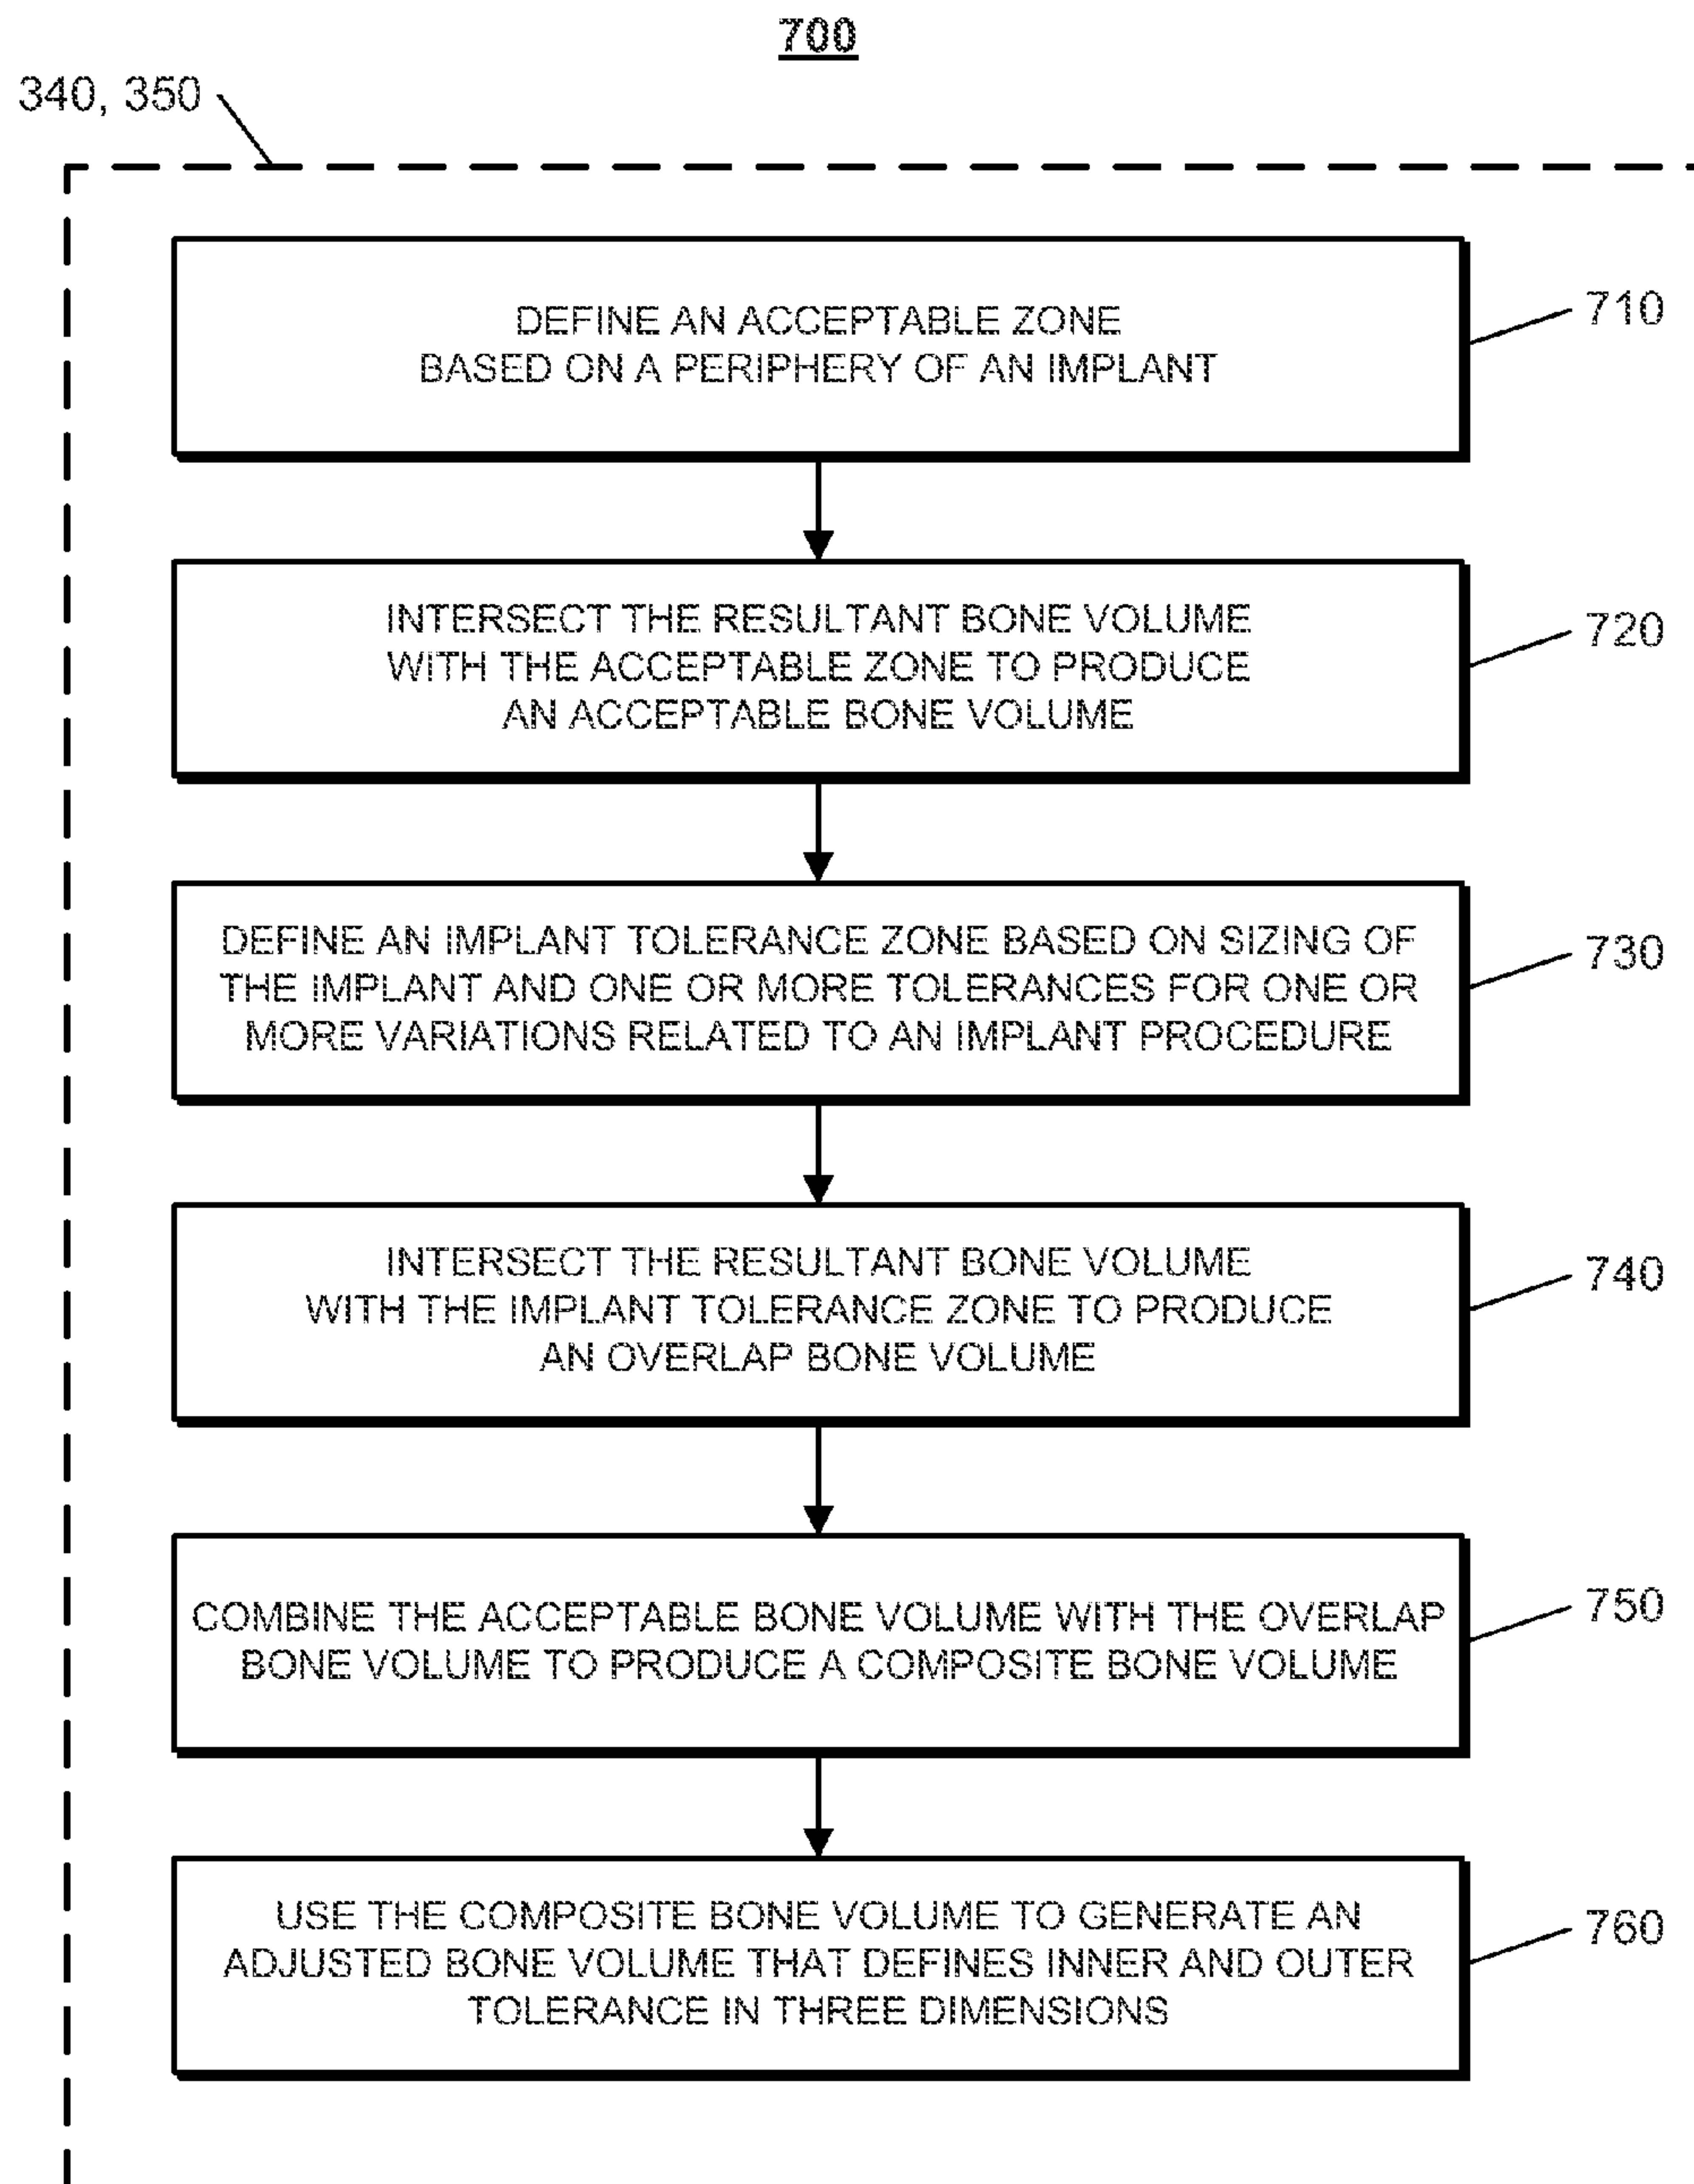 700
340, 350
DEFINE AN ACCEPTABLE ZONE
BASED ON A PERIPHERY OF AN IMPLANT
710
INTERSECT THE RESULTANT BONE VOLUME
WITH THE ACCEPTABLE ZONE TO PRODUCE
AN ACCEPTABLE BONE VOLUME
720
DEFINE AN IMPLANT TOLERANCE ZONE BASED ON SIZING OF
THE IMPLANT AND ONE OR MORE TOLERANCES FOR ONE OR
MORE VARIATIONS RELATED TO AN IMPLANT PROCEDURE
730
INTERSECT THE RESULTANT BONE VOLUME
WITH THE IMPLANT TOLERANCE ZONE TO PRODUCE
AN OVERLAP BONE VOLUME
740
COMBINE THE ACCEPTABLE BONE VOLUME WITH THE OVERLAP
BONE VOLUME TO PRODUCE A COMPOSITE BONE VOLUME
750
USE THE COMPOSITE BONE VOLUME TO GENERATE AN
ADJUSTED BONE VOLUME THAT DEFINES INNER AND OUTER
TOLERANCE IN THREE DIMENSIONS
760